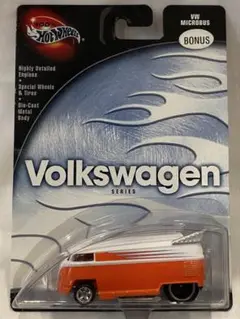 Hot Wheels
VW
MICROBUS
BONUS
Highly Detailed
Engines
Special Wheels
& Tires
Die-Cast
Metal
Body
Volkswagen
SERIES